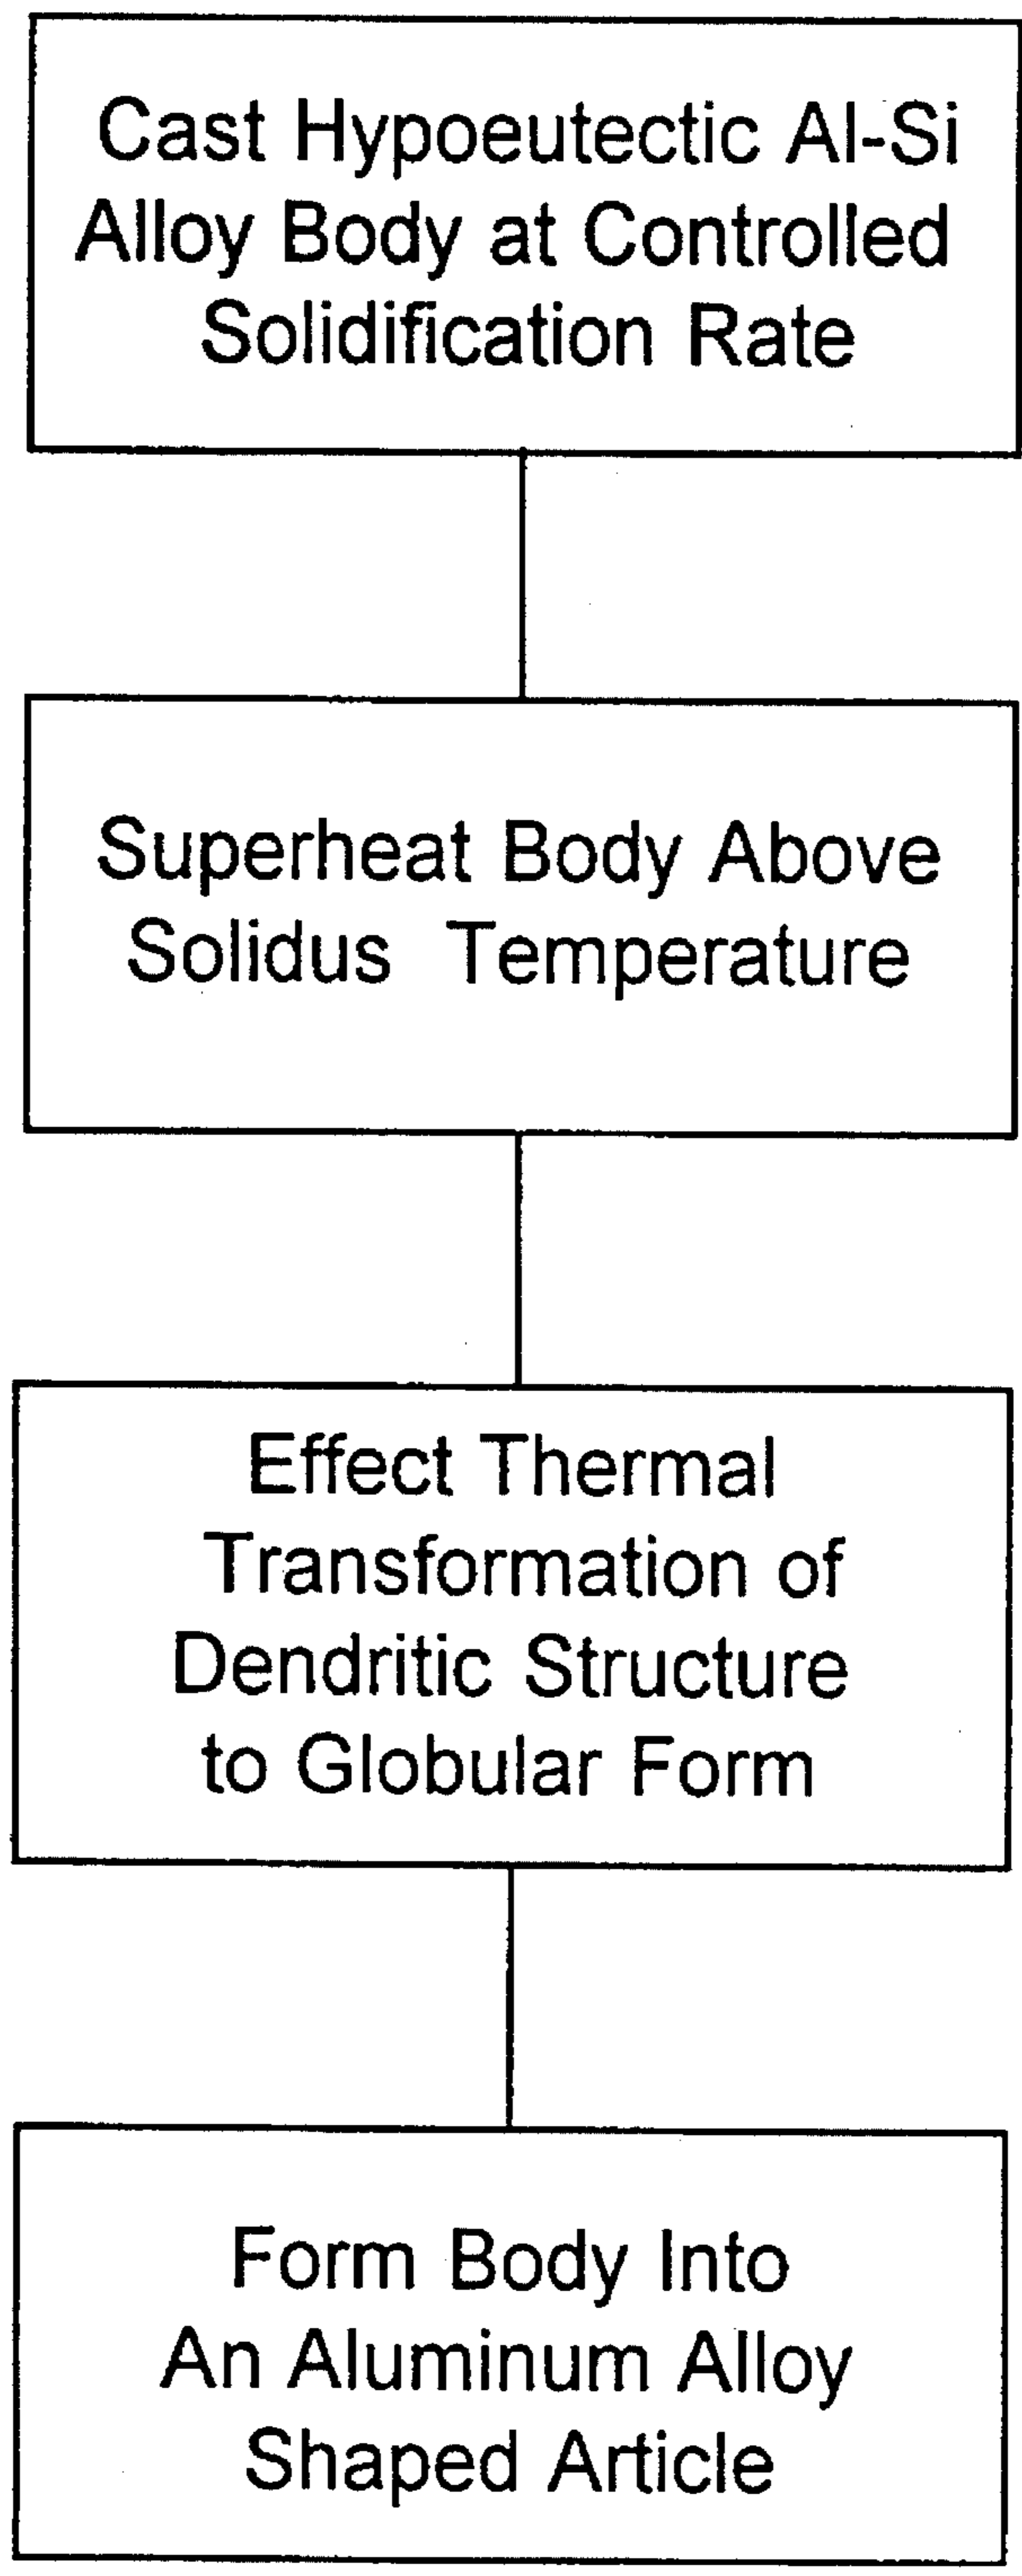 Cast Hypoeutectic Al-Si
Alloy Body at Controlled
Solidification Rate
Superheat Body Above
Solidus Temperature
Effect Thermal
Transformation of
Dendritic Structure
to Globular Form
Form Body Into
An Aluminum Alloy
Shaped Article